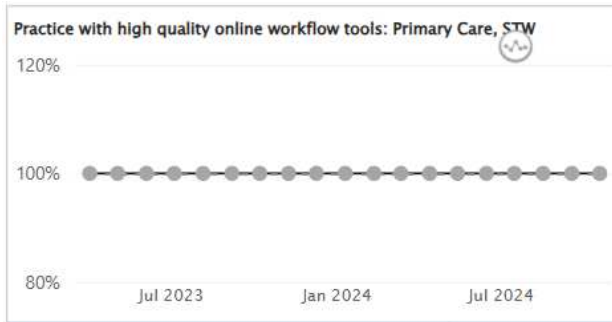 Practice with high quality online workflow tools: Primary Care, STW
120%
100%
80%
Jul 2023
Jan 2024
Jul 2024